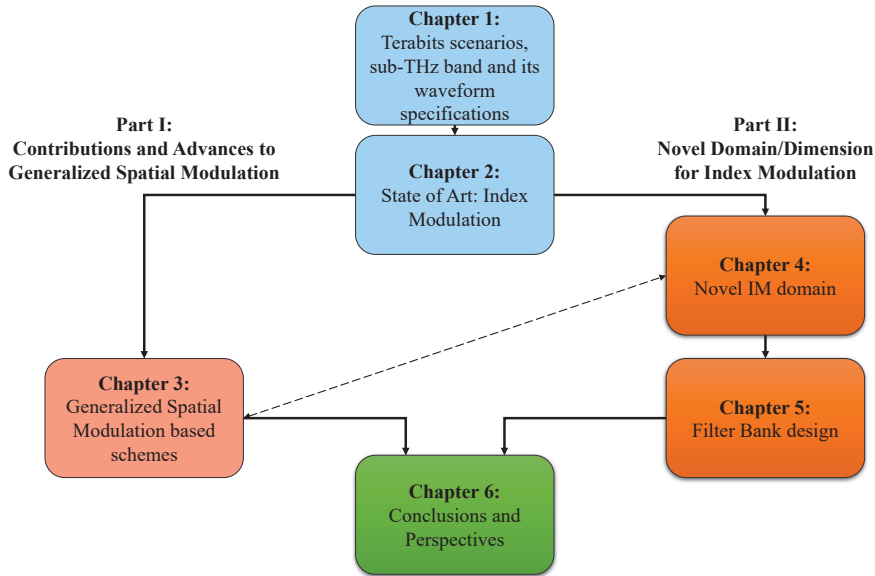 Chapter 1:
Terabits scenarios,
sub-THz band and its
waveform
specifications
Part I:
Contributions and Advances to
Generalized Spatial Modulation
Part II:
Novel Domain/Dimension
for Index Modulation
Chapter 2:
State of Art: Index
Modulation
Chapter 4:
Novel IM domain
Chapter 3:
Generalized Spatial
Modulation based
schemes
Chapter 5:
Filter Bank design
Chapter 6:
Conclusions and
Perspectives